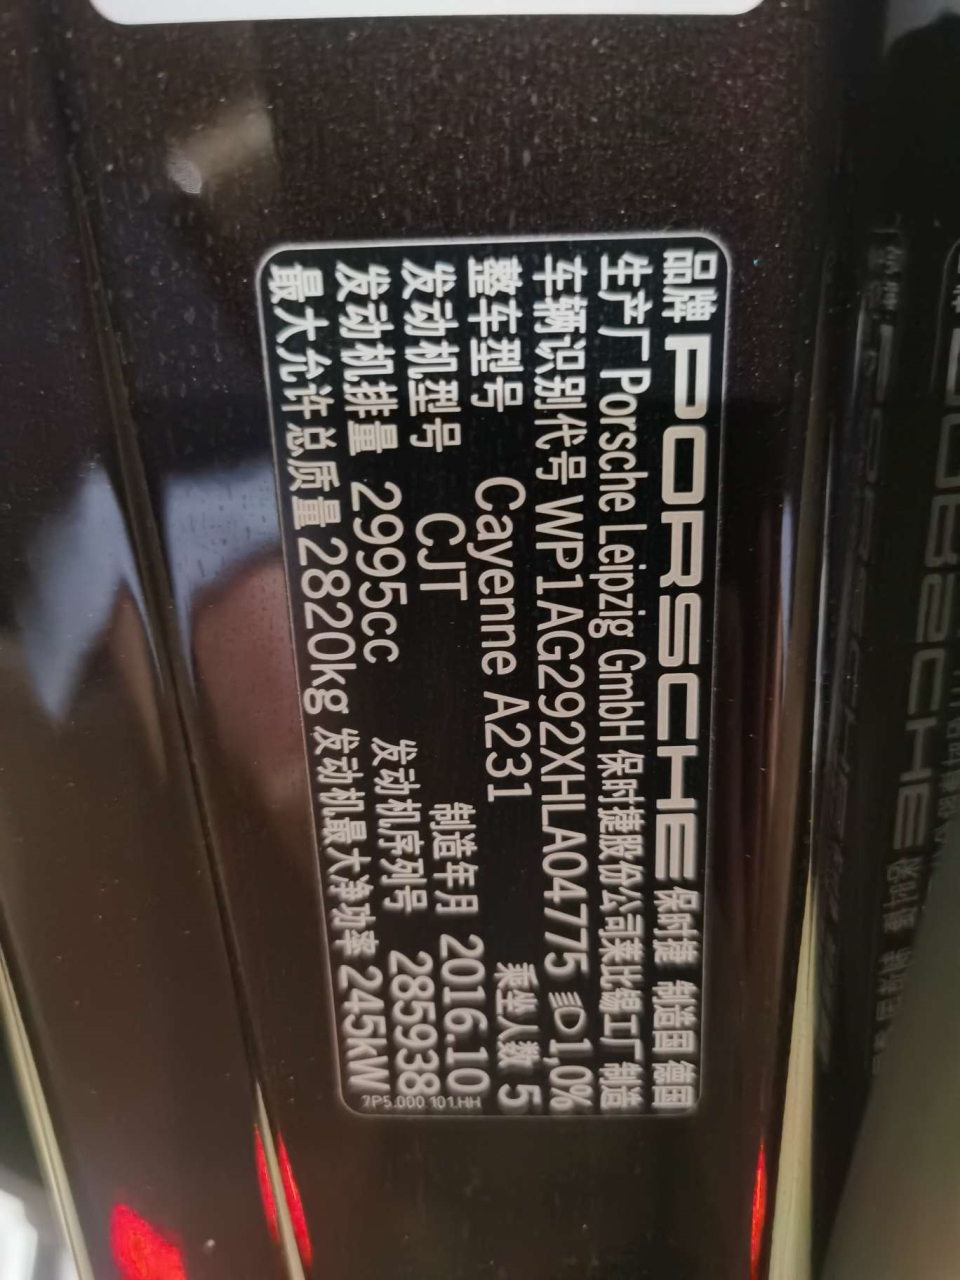 品牌 PORSCHE 保时捷 制造国 德国
生产厂 Porsche Leipzig GmbH 保时捷股份公司莱比锡工厂 制造
车辆识别代号 WP1AG292XHLA04775 1,0%
整车型号 Cayenne A231 乘坐人数 5
发动机型号 CJT 制造年月 2016.10
发动机排量 2995cc 发动机序列号 285938
最大允许总质量 2820kg 发动机最大净功率 245kW
7P5.000 101.HH